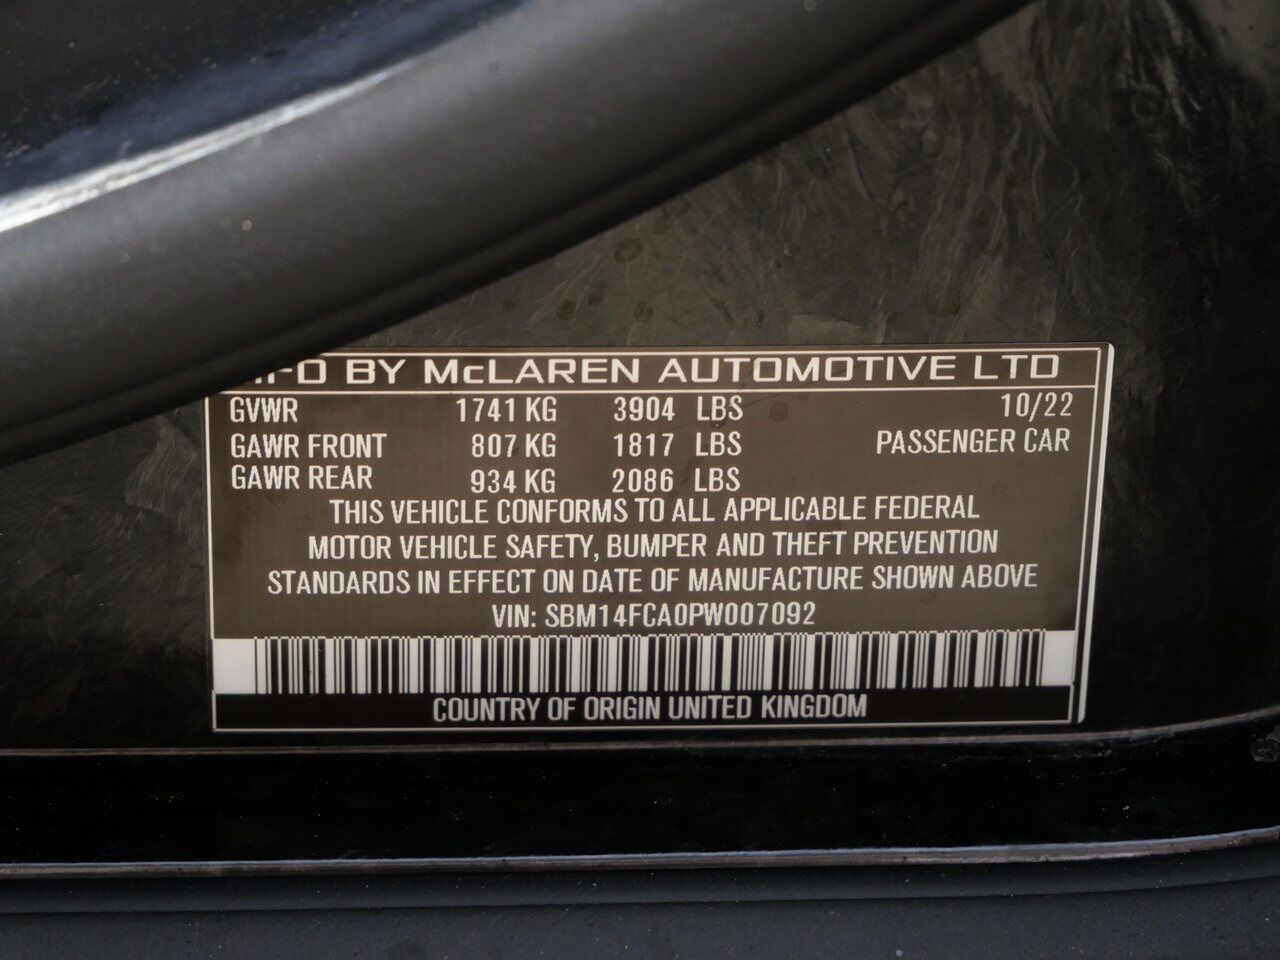 BY McLAREN AUTOMOTIVE LTD
GVWR 1741 KG 3904 LBS 10/22
GAWR FRONT 807 KG 1817 LBS PASSENGER CAR
GAWR REAR 934 KG 2086 LBS
THIS VEHICLE CONFORMS TO ALL APPLICABLE FEDERAL
MOTOR VEHICLE SAFETY, BUMPER AND THEFT PREVENTION
STANDARDS IN EFFECT ON DATE OF MANUFACTURE SHOWN ABOVE
VIN: SBM14FCA0PW007092
COUNTRY OF ORIGIN UNITED KINGDOM